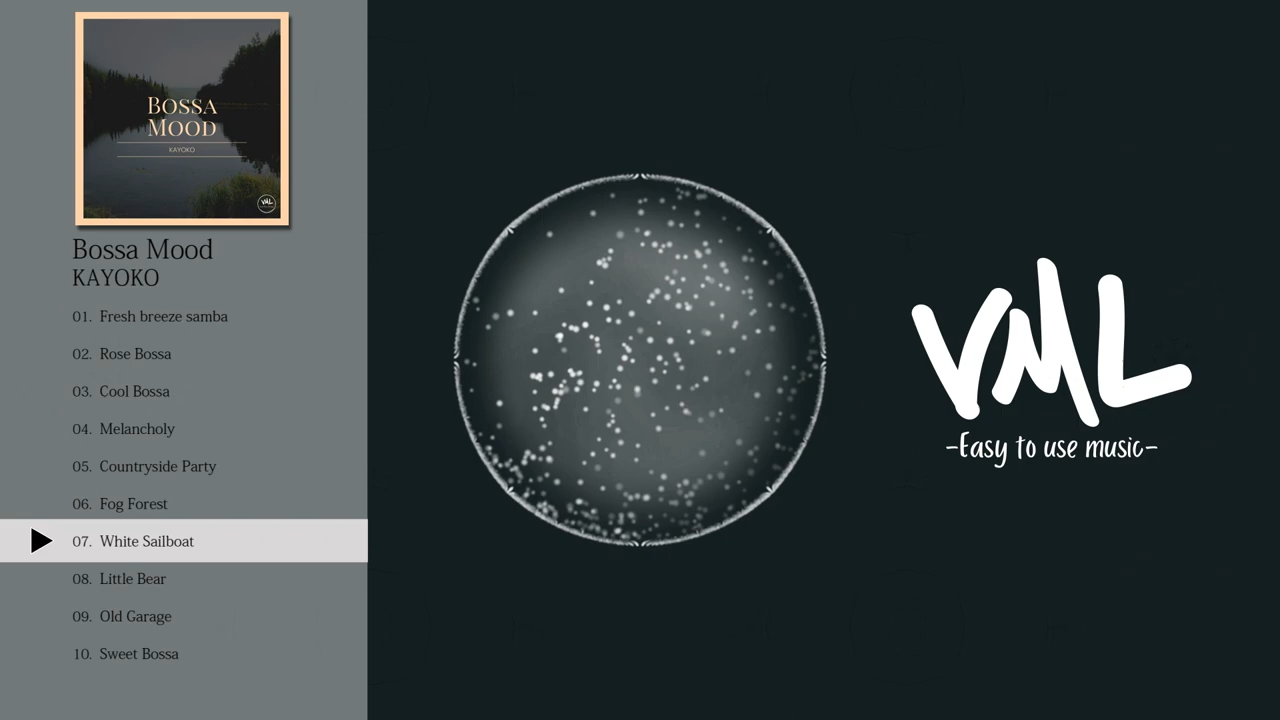 BOSSA
MOOD
KAYOKO
VML
Bossa Mood
KAYOKO
01. Fresh breeze samba
02. Rose Bossa
03. Cool Bossa
04. Melancholy
05. Countryside Party
06. Fog Forest
07. White Sailboat
08. Little Bear
09. Old Garage
10. Sweet Bossa
VML
-Easy to use music-